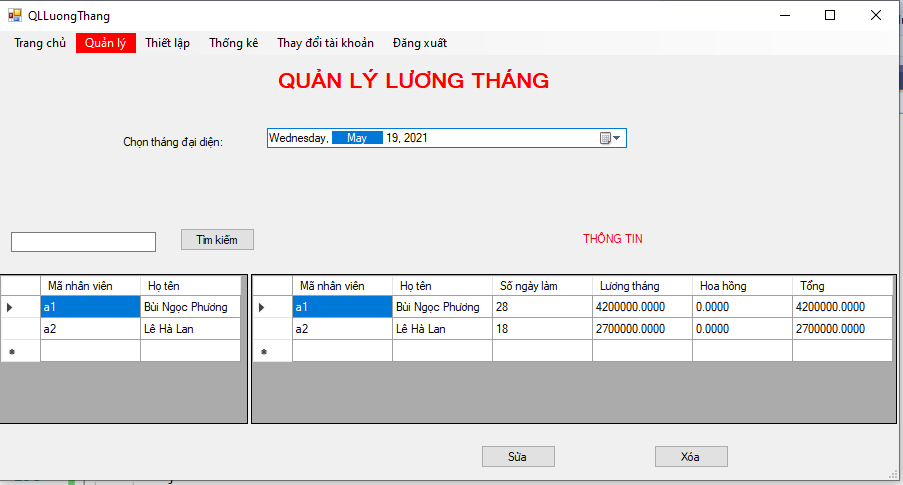 QLLuongThang
Trang chủ Quản lý Thiết lập Thống kê Thay đổi tài khoản Đăng xuất
QUẢN LÝ LƯƠNG THÁNG
Chọn tháng đại diện: Wednesday, May 19, 2021
Tìm kiếm THÔNG TIN
Mã nhân viên Họ tên Mã nhân viên Họ tên Số ngày làm Lương tháng Hoa hồng Tổng
a1 Bùi Ngọc Phương a1 Bùi Ngọc Phương 28 4200000.0000 0.0000 4200000.0000
a2 Lê Hà Lan a2 Lê Hà Lan 18 2700000.0000 0.0000 2700000.0000
Sửa Xóa